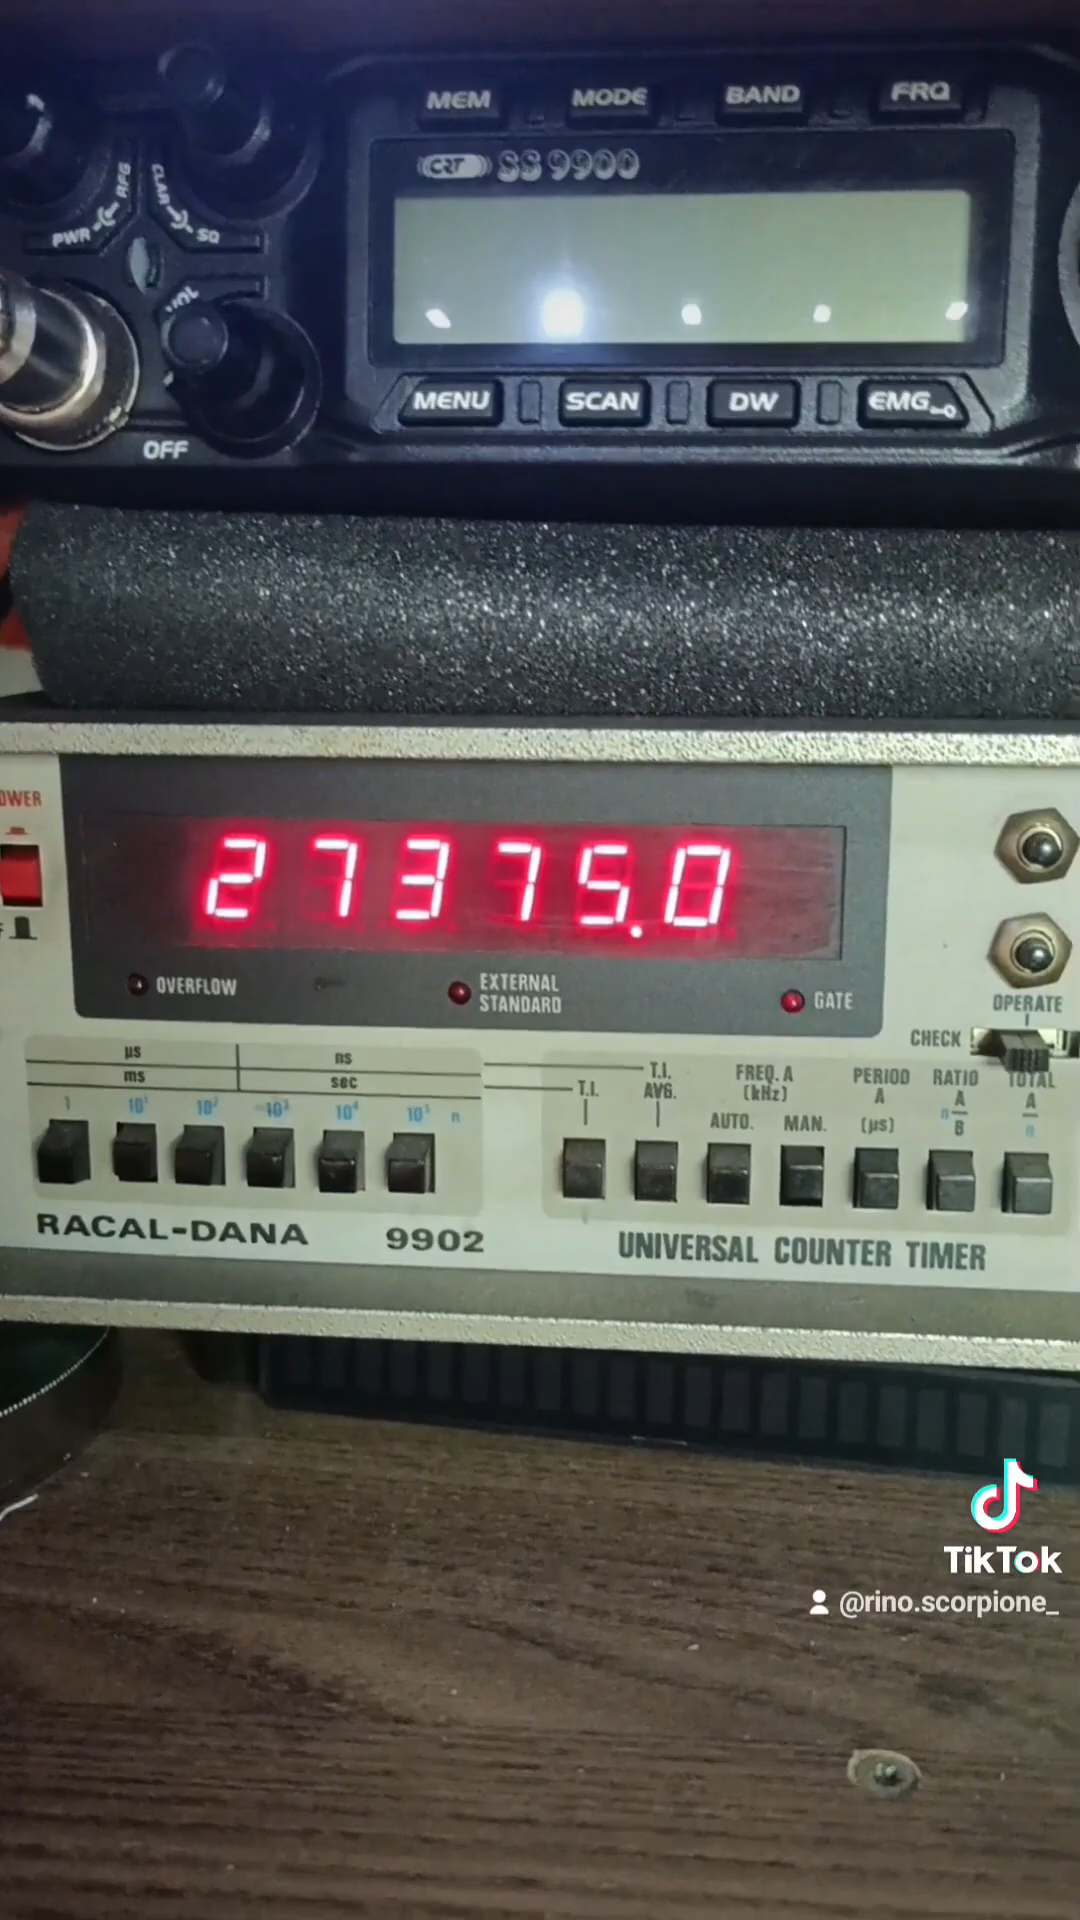 MEM MODE BAND FRQ
CRT SS 9900
PWR RFG CLAR SQ
VOL
MENU SCAN DW EMG
OFF
OWER
27375.0
OVERFLOW EXTERNAL STANDARD GATE
OPERATE
CHECK
µs ns
ms sec
1 10¹ 10² 10³ 10⁴ 10⁵ n
T.I.
T.I. AVG.
FREQ. A (kHz)
AUTO. MAN.
PERIOD A (µs)
RATIO A n B
TOTAL A n
RACAL-DANA 9902 UNIVERSAL COUNTER TIMER
TikTok
@rino.scorpione_